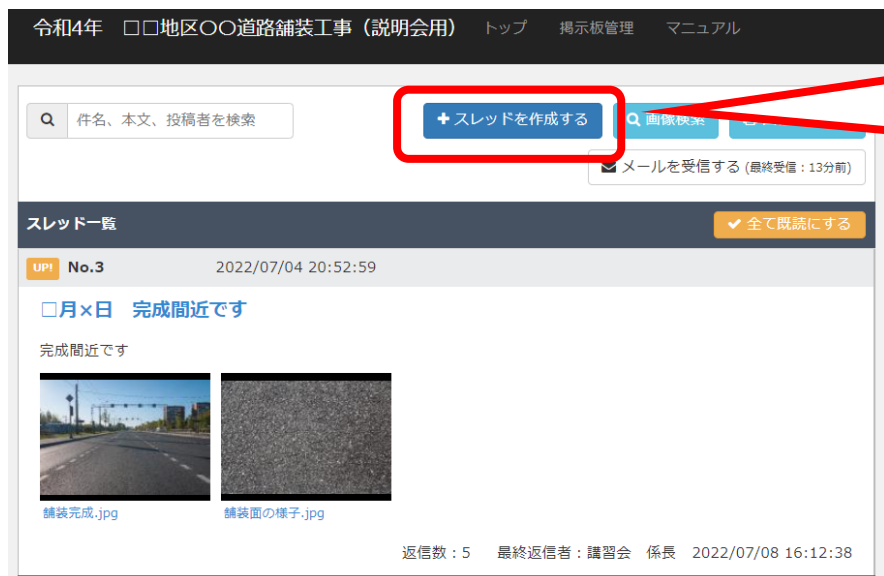 令和4年 □□地区〇〇道路舗装工事（説明会用） トップ 掲示板管理 マニュアル
件名、本文、投稿者を検索 スレッドを作成する 画像検索
メールを受信する (最終受信：13分前)
スレッド一覧 全て既読にする
UP! No.3 2022/07/04 20:52:59
□月×日 完成間近です
完成間近です
舗装完成.jpg 舗装面の様子.jpg
返信数：5 最終返信者：講習会 係長 2022/07/08 16:12:38